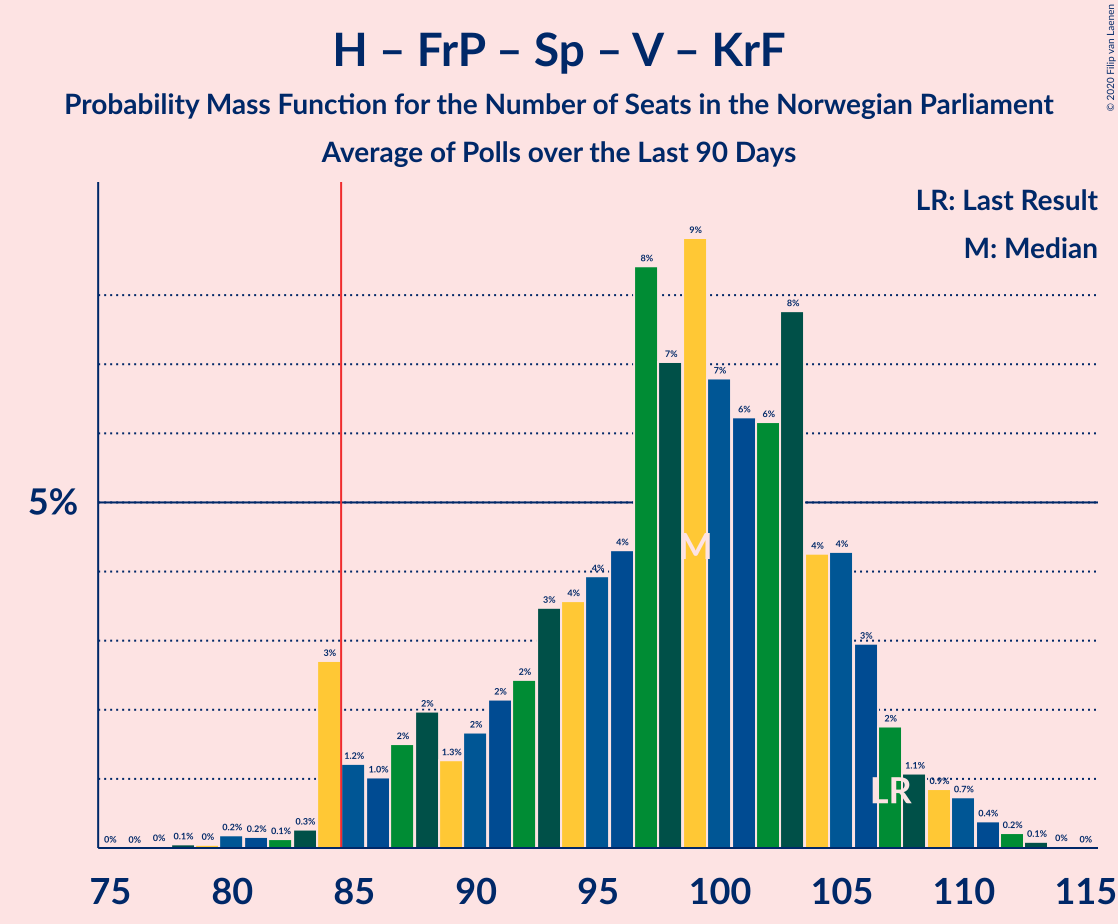 H – FrP – Sp – V – KrF
Probability Mass Function for the Number of Seats in the Norwegian Parliament
Average of Polls over the Last 90 Days
© 2020 Filip van Laenen
LR: Last Result
M: Median
5%
0% 0% 0% 0.1% 0% 0.2% 0.2% 0.1% 0.3% 3% 1.2% 1.0% 2% 2% 1.3% 2% 2% 2% 3% 4% 4% 4% 8% 7% 9% 7% 6% 6% 8% 4% 4% 3% 2% 1.1% 0.9% 0.7% 0.4% 0.2% 0.1% 0% 0%
M
LR
75 80 85 90 95 100 105 110 115